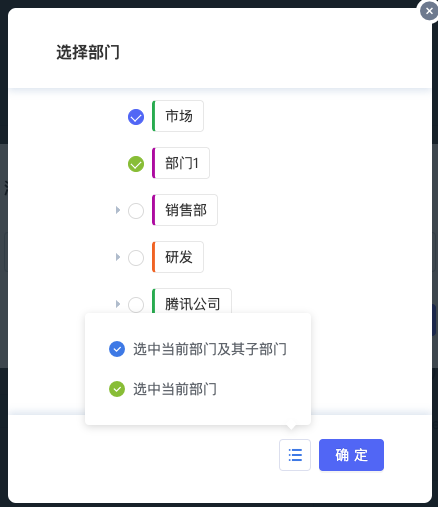 选择部门
市场
部门1
销售部
研发
腾讯公司
选中当前部门及其子部门
选中当前部门
确 定